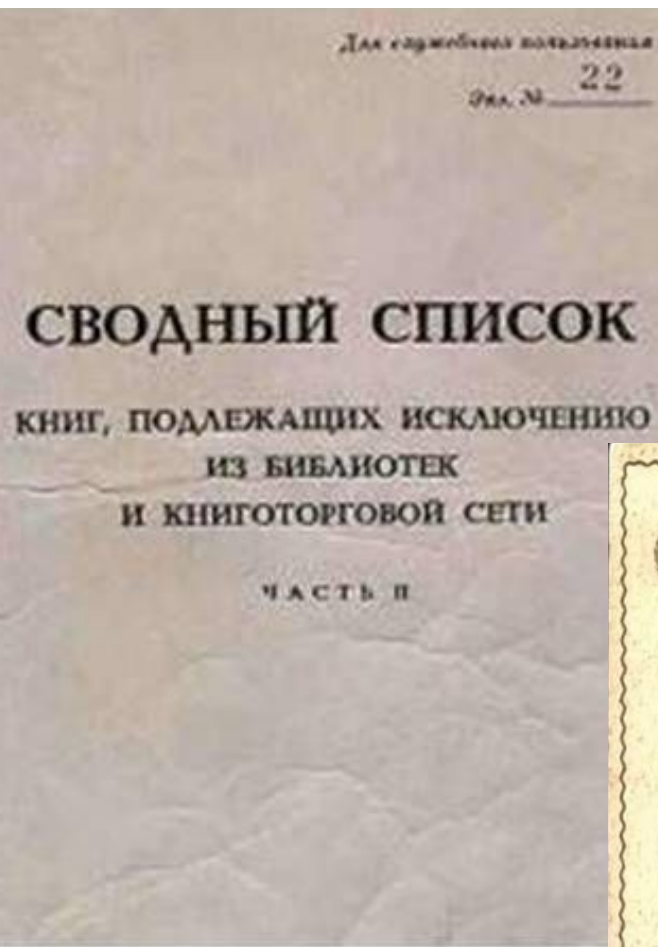 Для служебного пользования
Экз. № 22
СВОДНЫЙ СПИСОК
КНИГ, ПОДЛЕЖАЩИХ ИСКЛЮЧЕНИЮ
ИЗ БИБЛИОТЕК
И КНИГОТОРГОВОЙ СЕТИ
ЧАСТЬ II